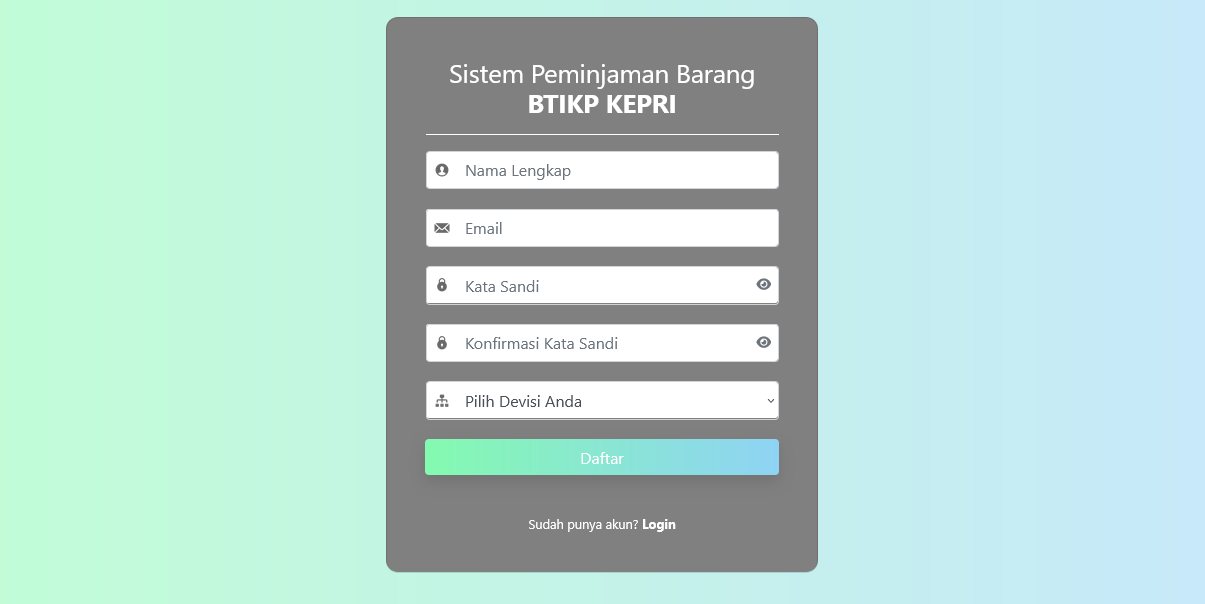 Sistem Peminjaman Barang
BTIKP KEPRI
Nama Lengkap
Email
Kata Sandi
Konfirmasi Kata Sandi
Pilih Devisi Anda
Daftar
Sudah punya akun? Login